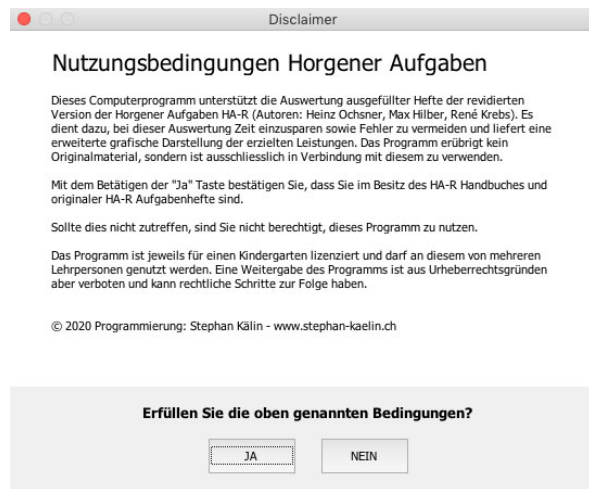 Disclaimer
Nutzungsbedingungen Horgener Aufgaben
Dieses Computerprogramm unterstützt die Auswertung ausgefüllter Hefte der revidierten
Version der Horgener Aufgaben HA-R (Autoren: Heinz Ochsner, Max Hilber, René Krebs). Es
dient dazu, bei dieser Auswertung Zeit einzusparen sowie Fehler zu vermeiden und liefert eine
erweiterte grafische Darstellung der erzielten Leistungen. Das Programm erübrigt kein
Originalmaterial, sondern ist ausschliesslich in Verbindung mit diesem zu verwenden.
Mit dem Betätigen der "Ja" Taste bestätigen Sie, dass Sie im Besitz des HA-R Handbuches und
originaler HA-R Aufgabenhefte sind.
Sollte dies nicht zutreffen, sind Sie nicht berechtigt, dieses Programm zu nutzen.
Das Programm ist jeweils für einen Kindergarten lizenziert und darf an diesem von mehreren
Lehrpersonen genutzt werden. Eine Weitergabe des Programms ist aus Urheberrechtsgründen
aber verboten und kann rechtliche Schritte zur Folge haben.
© 2020 Programmierung: Stephan Kälin - www.stephan-kaelin.ch
Erfüllen Sie die oben genannten Bedingungen?
JA NEIN